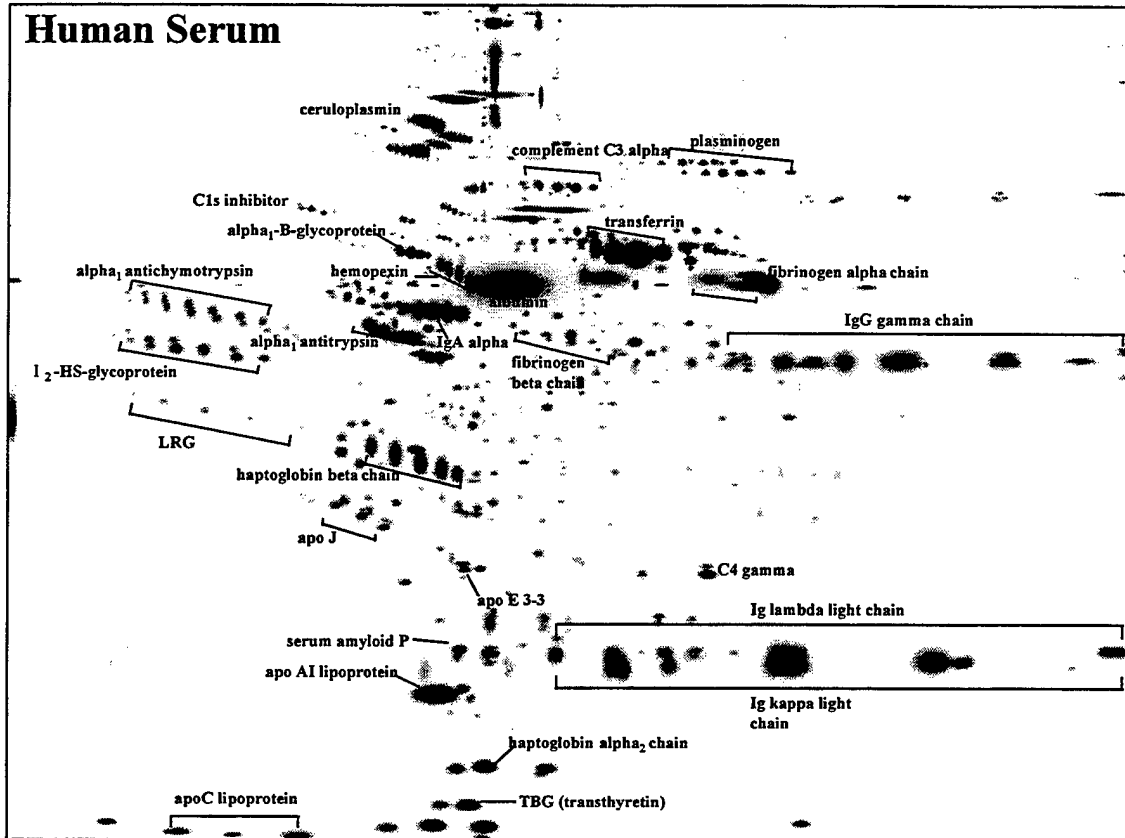 Human Serum
ceruloplasmin
complement C3 alpha
plasminogen
C1s inhibitor
alpha1-B-glycoprotein
transferrin
alpha1 antichymotrypsin
hemopexin
albumin
fibrinogen alpha chain
IgG gamma chain
alpha1 antitrypsin
IgA alpha
fibrinogen
beta chain
l 2-HS-glycoprotein
LRG
haptoglobin beta chain
apo J
C4 gamma
apo E 3-3
Ig lambda light chain
serum amyloid P
apo AI lipoprotein
Ig kappa light
chain
haptoglobin alpha2 chain
apoC lipoprotein
TBG (transthyretin)